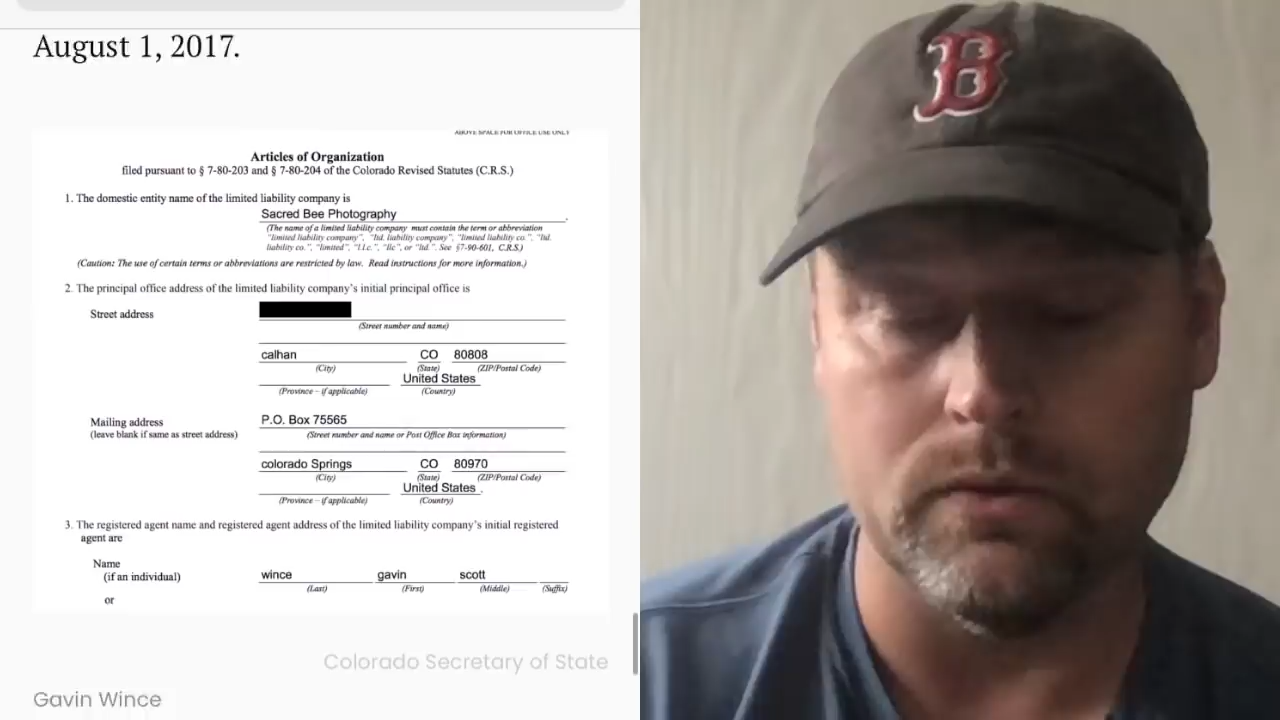 August 1, 2017.
ABOVE SPACE FOR OFFICE USE ONLY
Articles of Organization
filed pursuant to § 7-80-203 and § 7-80-204 of the Colorado Revised Statutes (C.R.S.)
1. The domestic entity name of the limited liability company is
Sacred Bee Photography
.
(The name of a limited liability company must contain the term or abbreviation
"limited liability company", "ltd. liability company", "limited liability co.", "ltd.
liability co.", "limited", "l.l.c.", "llc", or "ltd.". See §7-90-601, C.R.S.)
(Caution: The use of certain terms or abbreviations are restricted by law. Read instructions for more information.)
2. The principal office address of the limited liability company's initial principal office is
Street address
(Street number and name)
calhan CO 80808
(City) (State) (ZIP/Postal Code)
United States
(Province – if applicable) (Country)
Mailing address P.O. Box 75565
(leave blank if same as street address) (Street number and name or Post Office Box information)
colorado Springs CO 80970
(City) (State) (ZIP/Postal Code)
United States .
(Province – if applicable) (Country)
3. The registered agent name and registered agent address of the limited liability company's initial registered
agent are
Name
(if an individual) wince gavin scott
(Last) (First) (Middle) (Suffix)
or
Colorado Secretary of State
Gavin Wince
B